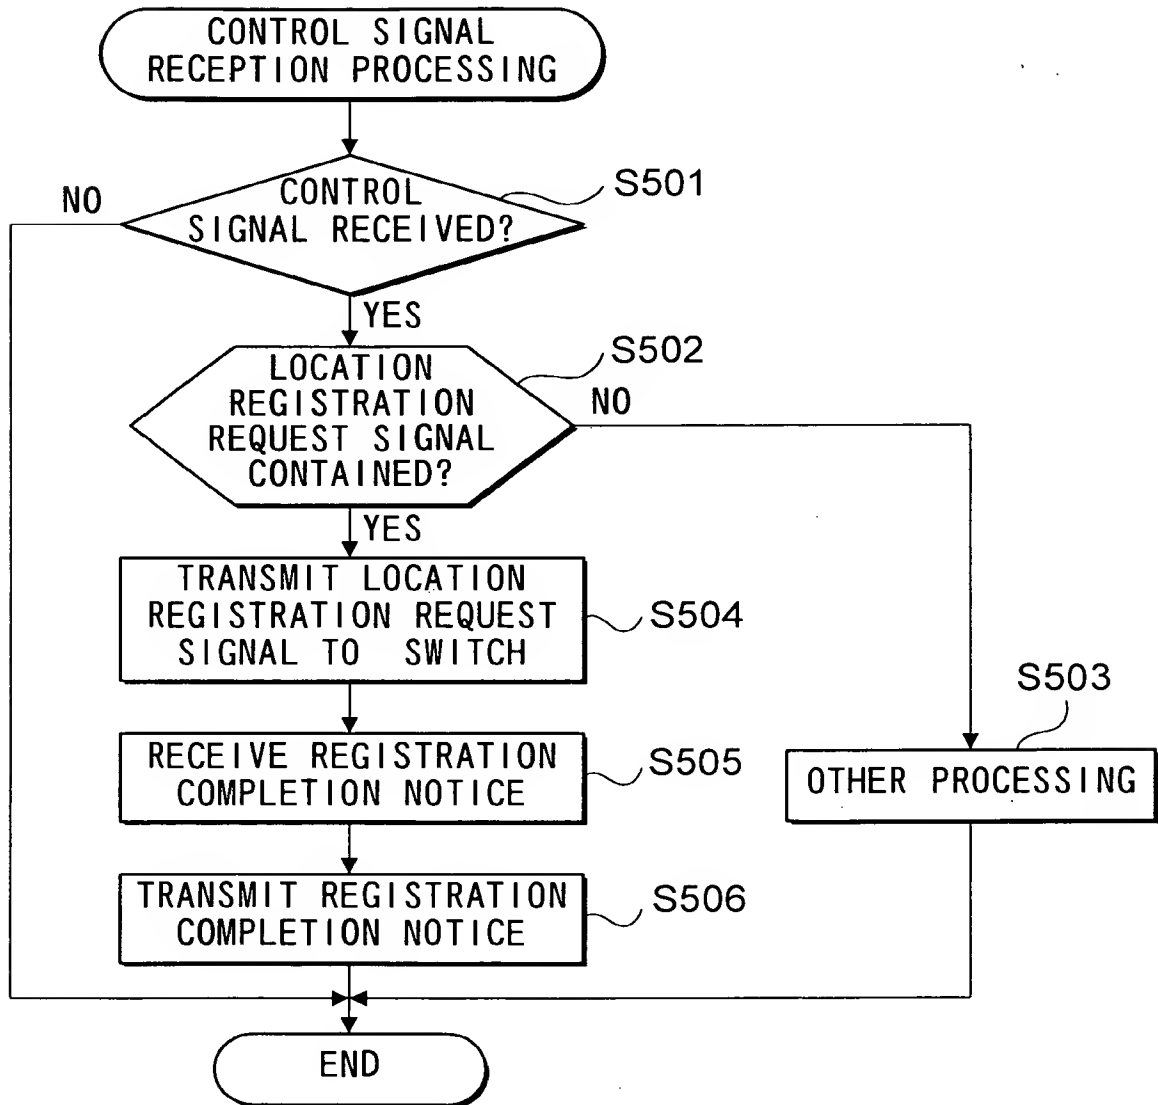 CONTROL SIGNAL
RECEPTION PROCESSING
CONTROL
SIGNAL RECEIVED?
S501
NO
YES
LOCATION
REGISTRATION
REQUEST SIGNAL
CONTAINED?
S502
NO
YES
TRANSMIT LOCATION
REGISTRATION REQUEST
SIGNAL TO SWITCH
S504
S503
OTHER PROCESSING
RECEIVE REGISTRATION
COMPLETION NOTICE
S505
TRANSMIT REGISTRATION
COMPLETION NOTICE
S506
END